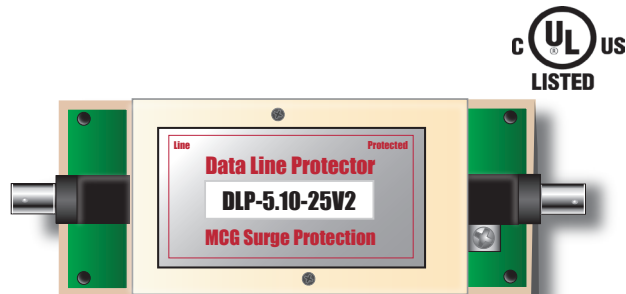 C UL US
®
LISTED
Line Protected
Data Line Protector
DLP-5.10-25V2
MCG Surge Protection